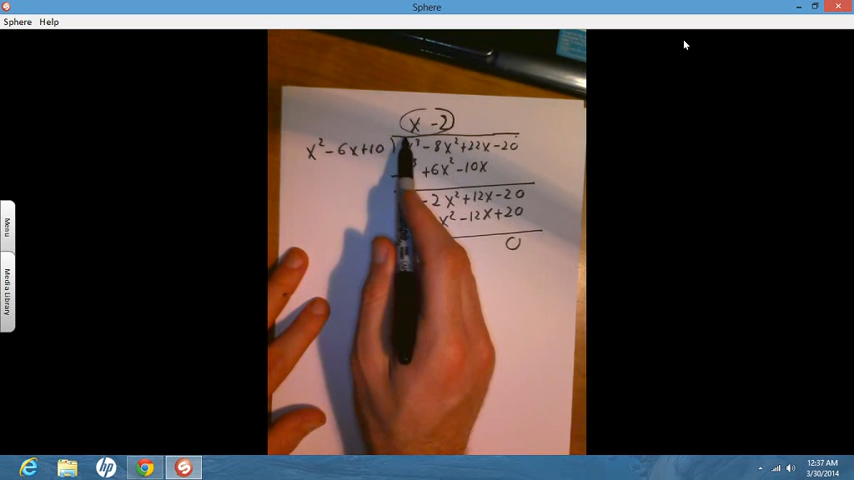 Sphere
Sphere Help
x - 2
x² - 6x + 10 ) x³ - 8x² + 22x - 20
+ 6x² - 10x
- 2x² + 12x - 20
x² - 12x + 20
0
Menu
Media Library
12:37 AM
3/30/2014